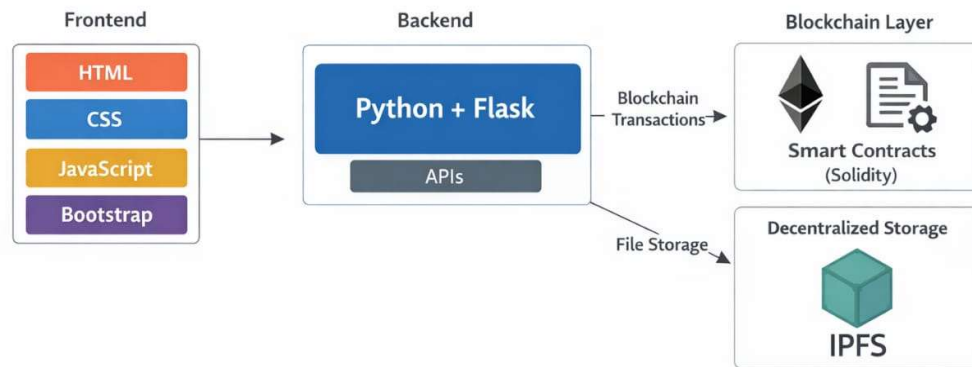 Frontend
HTML
CSS
JavaScript
Bootstrap
Backend
Python + Flask
APIs
Blockchain
Transactions
File Storage
Blockchain Layer
Smart Contracts
(Solidity)
Decentralized Storage
IPFS